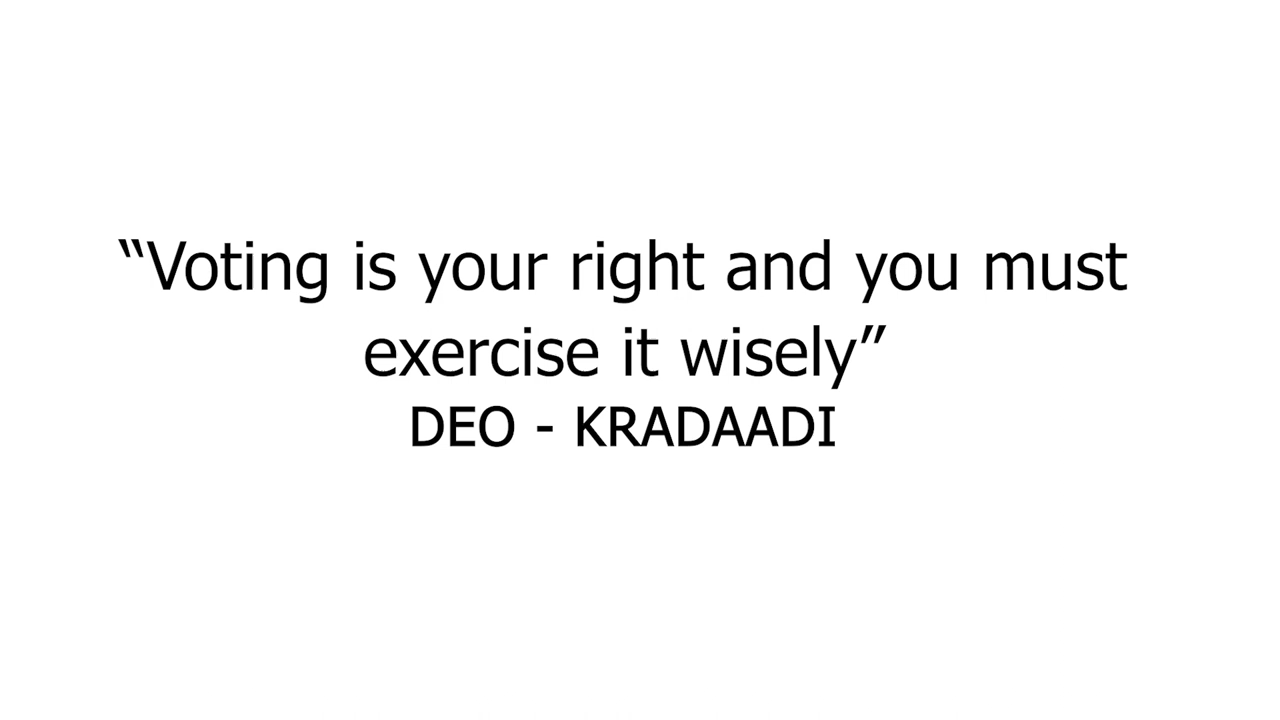 “Voting is your right and you must
exercise it wisely”
DEO - KRADAADI